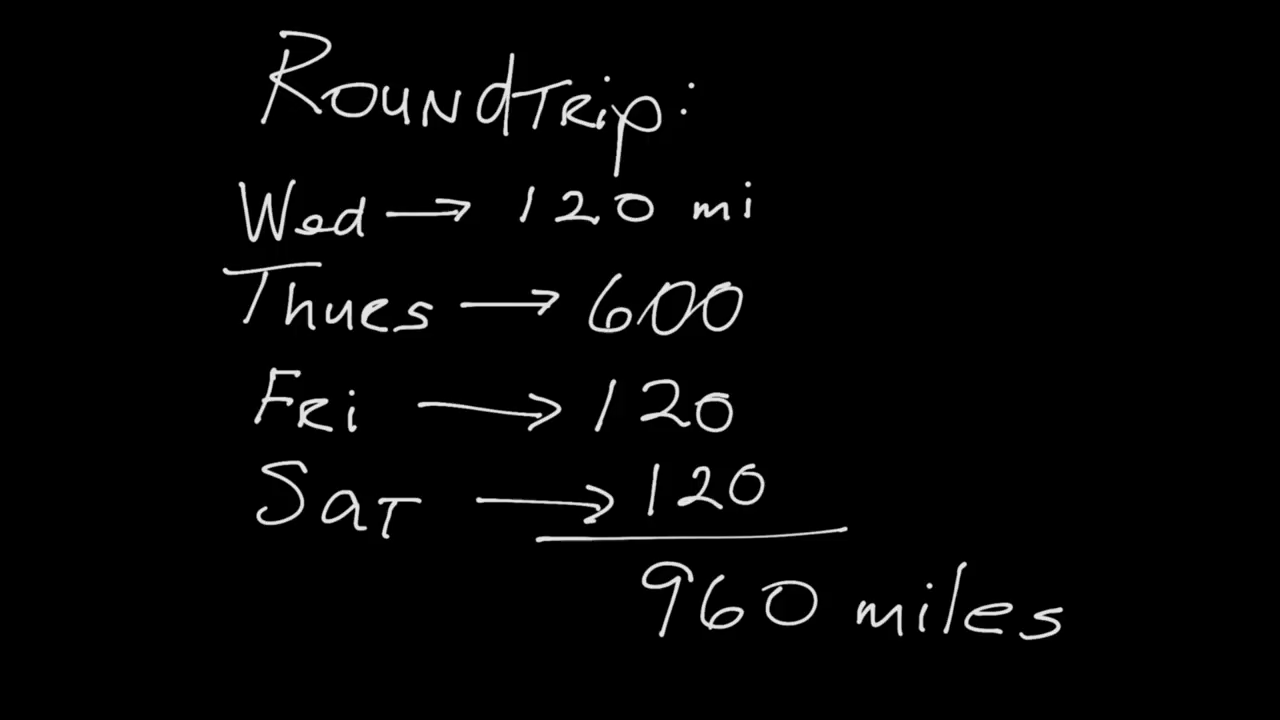 Roundtrip:
Wed → 120 mi
Thues → 600
Fri → 120
Sat → 120
960 miles